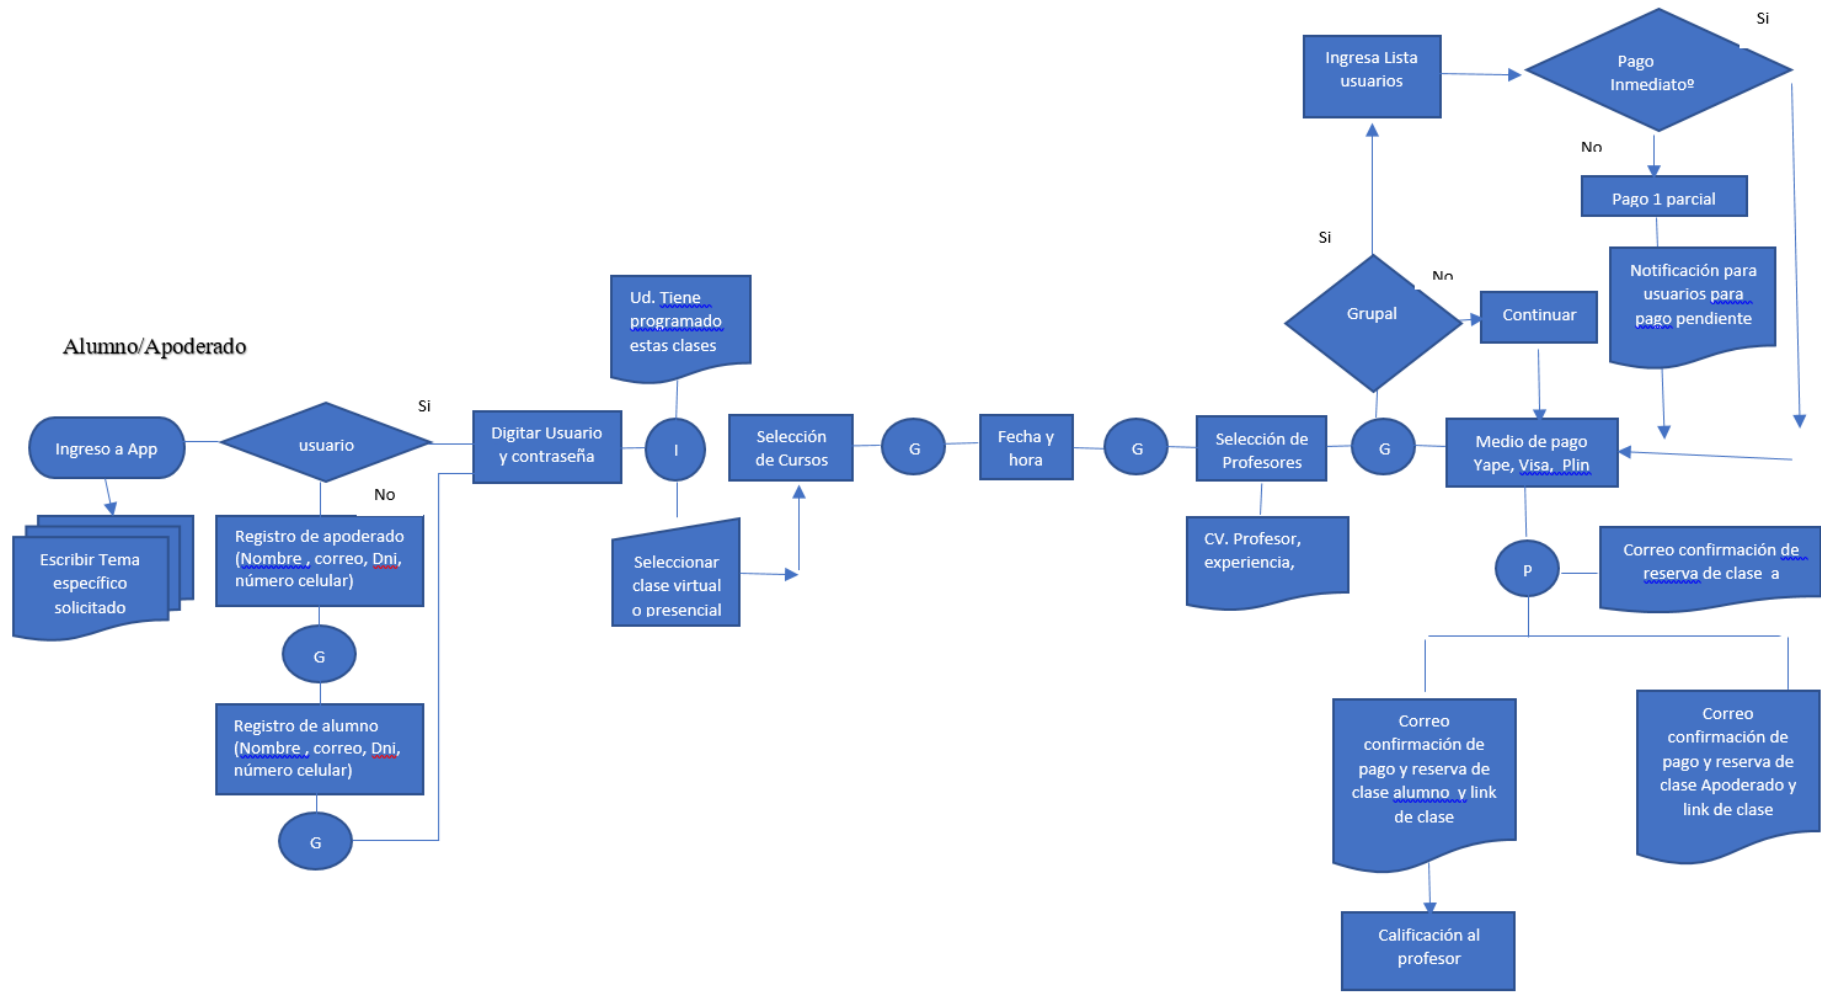 Alumno/Apoderado
Ingreso a App
Escribir Tema
específico
solicitado
usuario
Si
No
Registro de apoderado
(Nombre , correo, Dni,
número celular)
G
Registro de alumno
(Nombre , correo, Dni,
número celular)
G
Digitar Usuario
y contraseña
Ud. Tiene
programado
estas clases
I
Seleccionar
clase virtual
o presencial
Selección
de Cursos
G
Fecha y
hora
G
Selección de
Profesores
CV. Profesor,
experiencia,
G
Grupal
Si
No
Ingresa Lista
usuarios
Pago
Inmediatoº
Si
No
Pago 1 parcial
Notificación para
usuarios para
pago pendiente
Continuar
Medio de pago
Yape, Visa, Plin
P
Correo confirmación de
reserva de clase a
Correo
confirmación de
pago y reserva de
clase alumno y link
de clase
Correo
confirmación de
pago y reserva de
clase Apoderado y
link de clase
Calificación al
profesor